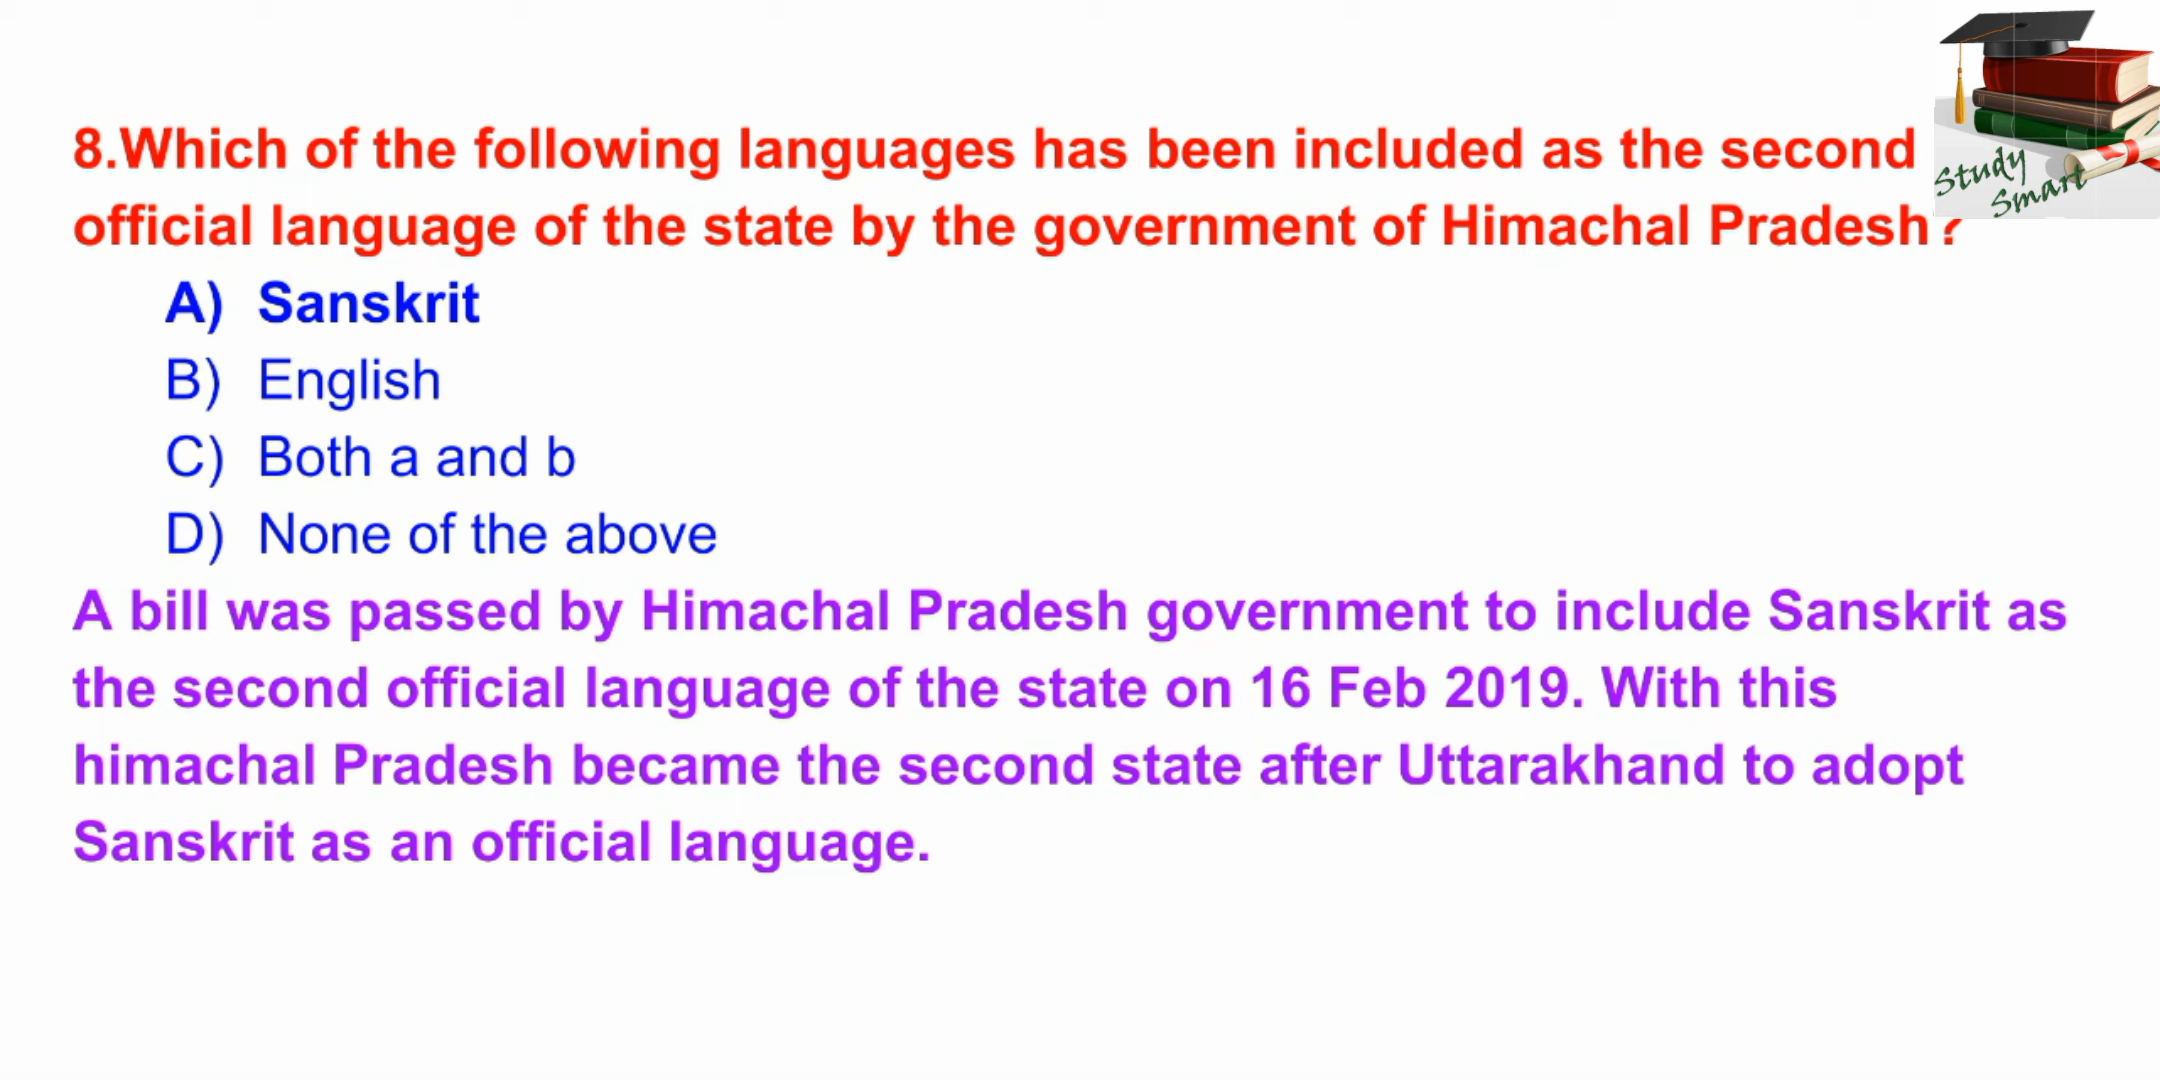 8.Which of the following languages has been included as the second
official language of the state by the government of Himachal Pradesh?
A) Sanskrit
B) English
C) Both a and b
D) None of the above
A bill was passed by Himachal Pradesh government to include Sanskrit as
the second official language of the state on 16 Feb 2019. With this
himachal Pradesh became the second state after Uttarakhand to adopt
Sanskrit as an official language.
Study
Smart